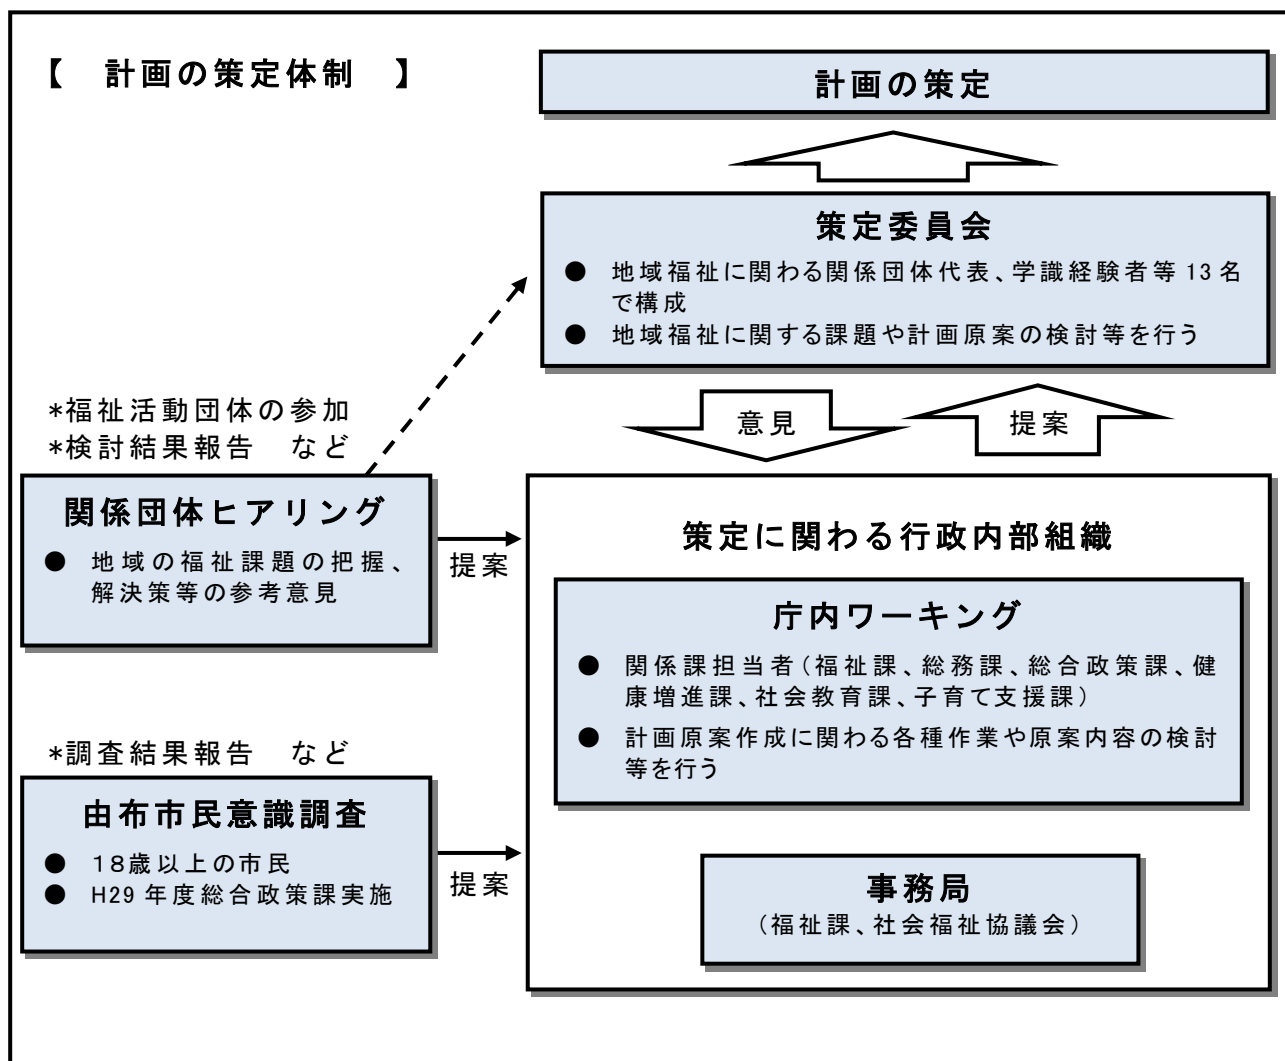 【　計画の策定体制　】
計画の策定
策定委員会
● 地域福祉に関わる関係団体代表、学識経験者等 13 名
で構成
● 地域福祉に関する課題や計画原案の検討等を行う
意見
提案
*福祉活動団体の参加
*検討結果報告　など
関係団体ヒアリング
● 地域の福祉課題の把握、
解決策等の参考意見
提案
策定に関わる行政内部組織
庁内ワーキング
● 関係課担当者（福祉課、総務課、総合政策課、健
康増進課、社会教育課、子育て支援課）
● 計画原案作成に関わる各種作業や原案内容の検討
等を行う
*調査結果報告　など
由布市民意識調査
● 18歳以上の市民
● H29 年度総合政策課実施
提案
事務局
（福祉課、社会福祉協議会）